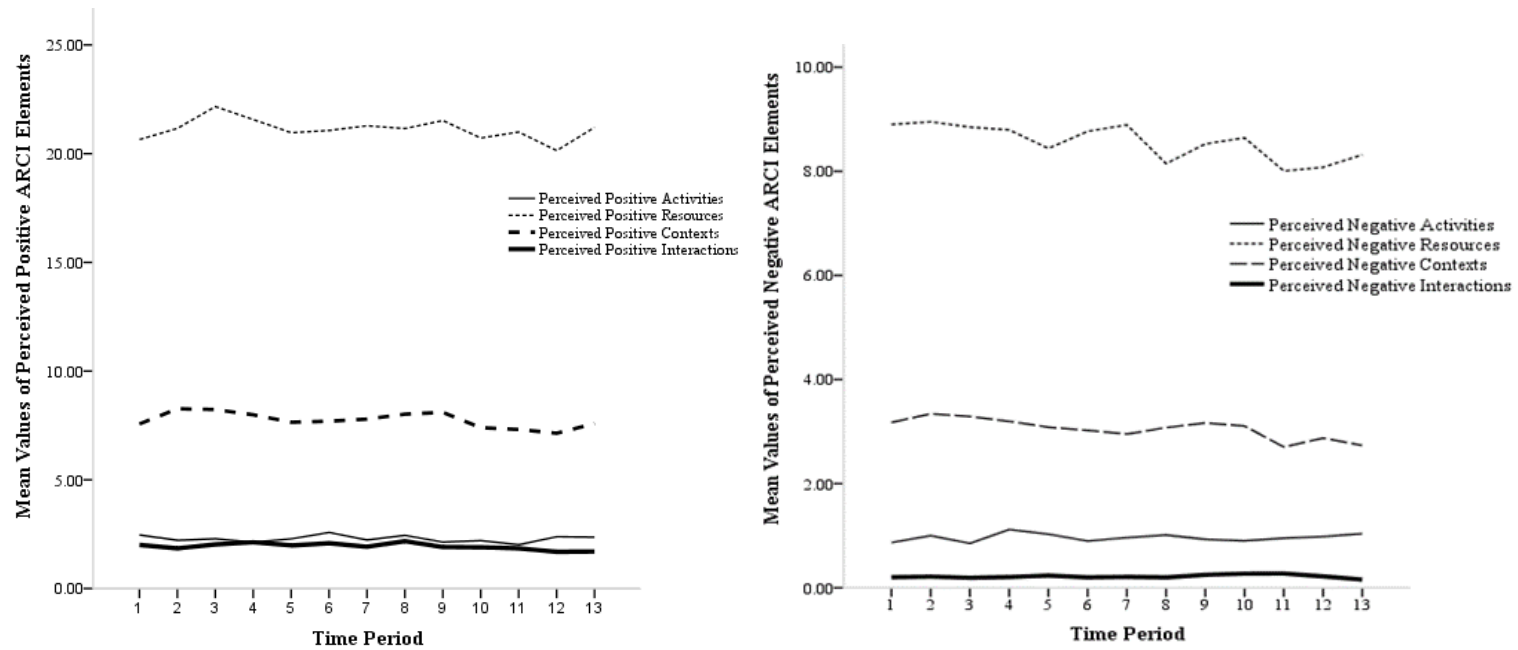 Mean Values of Perceived Positive ARCI Elements
25.00
20.00
15.00
10.00
5.00
0.00
Perceived Positive Activities
Perceived Positive Resources
Perceived Positive Contexts
Perceived Positive Interactions
1 2 3 4 5 6 7 8 9 10 11 12 13
Time Period
Mean Values of Perceived Negative ARCI Elements
10.00
8.00
6.00
4.00
2.00
0.00
Perceived Negative Activities
Perceived Negative Resources
Perceived Negative Contexts
Perceived Negative Interactions
1 2 3 4 5 6 7 8 9 10 11 12 13
Time Period